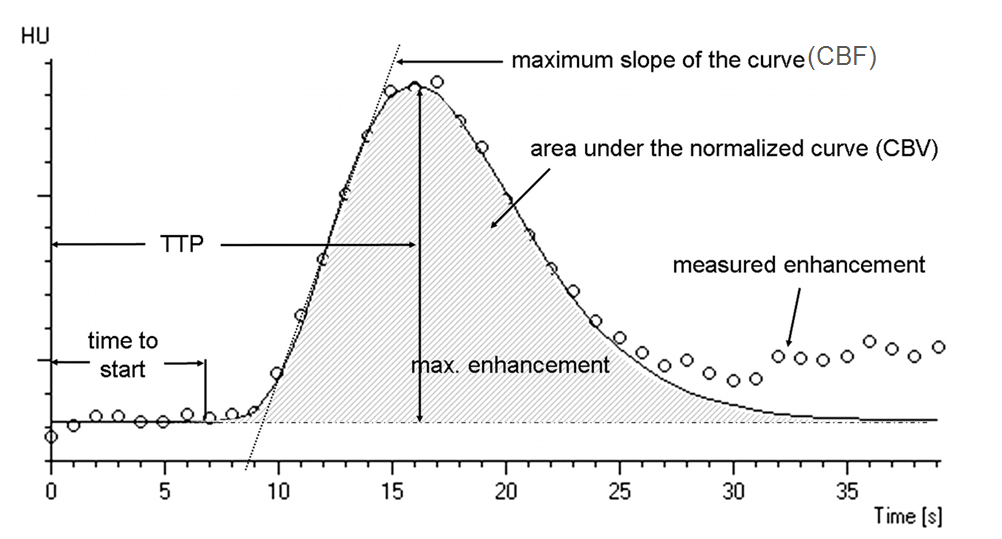 HU
maximum slope of the curve (CBF)
area under the normalized curve (CBV)
TTP
measured enhancement
time to
start
max. enhancement
0 5 10 15 20 25 30 35
Time [s]